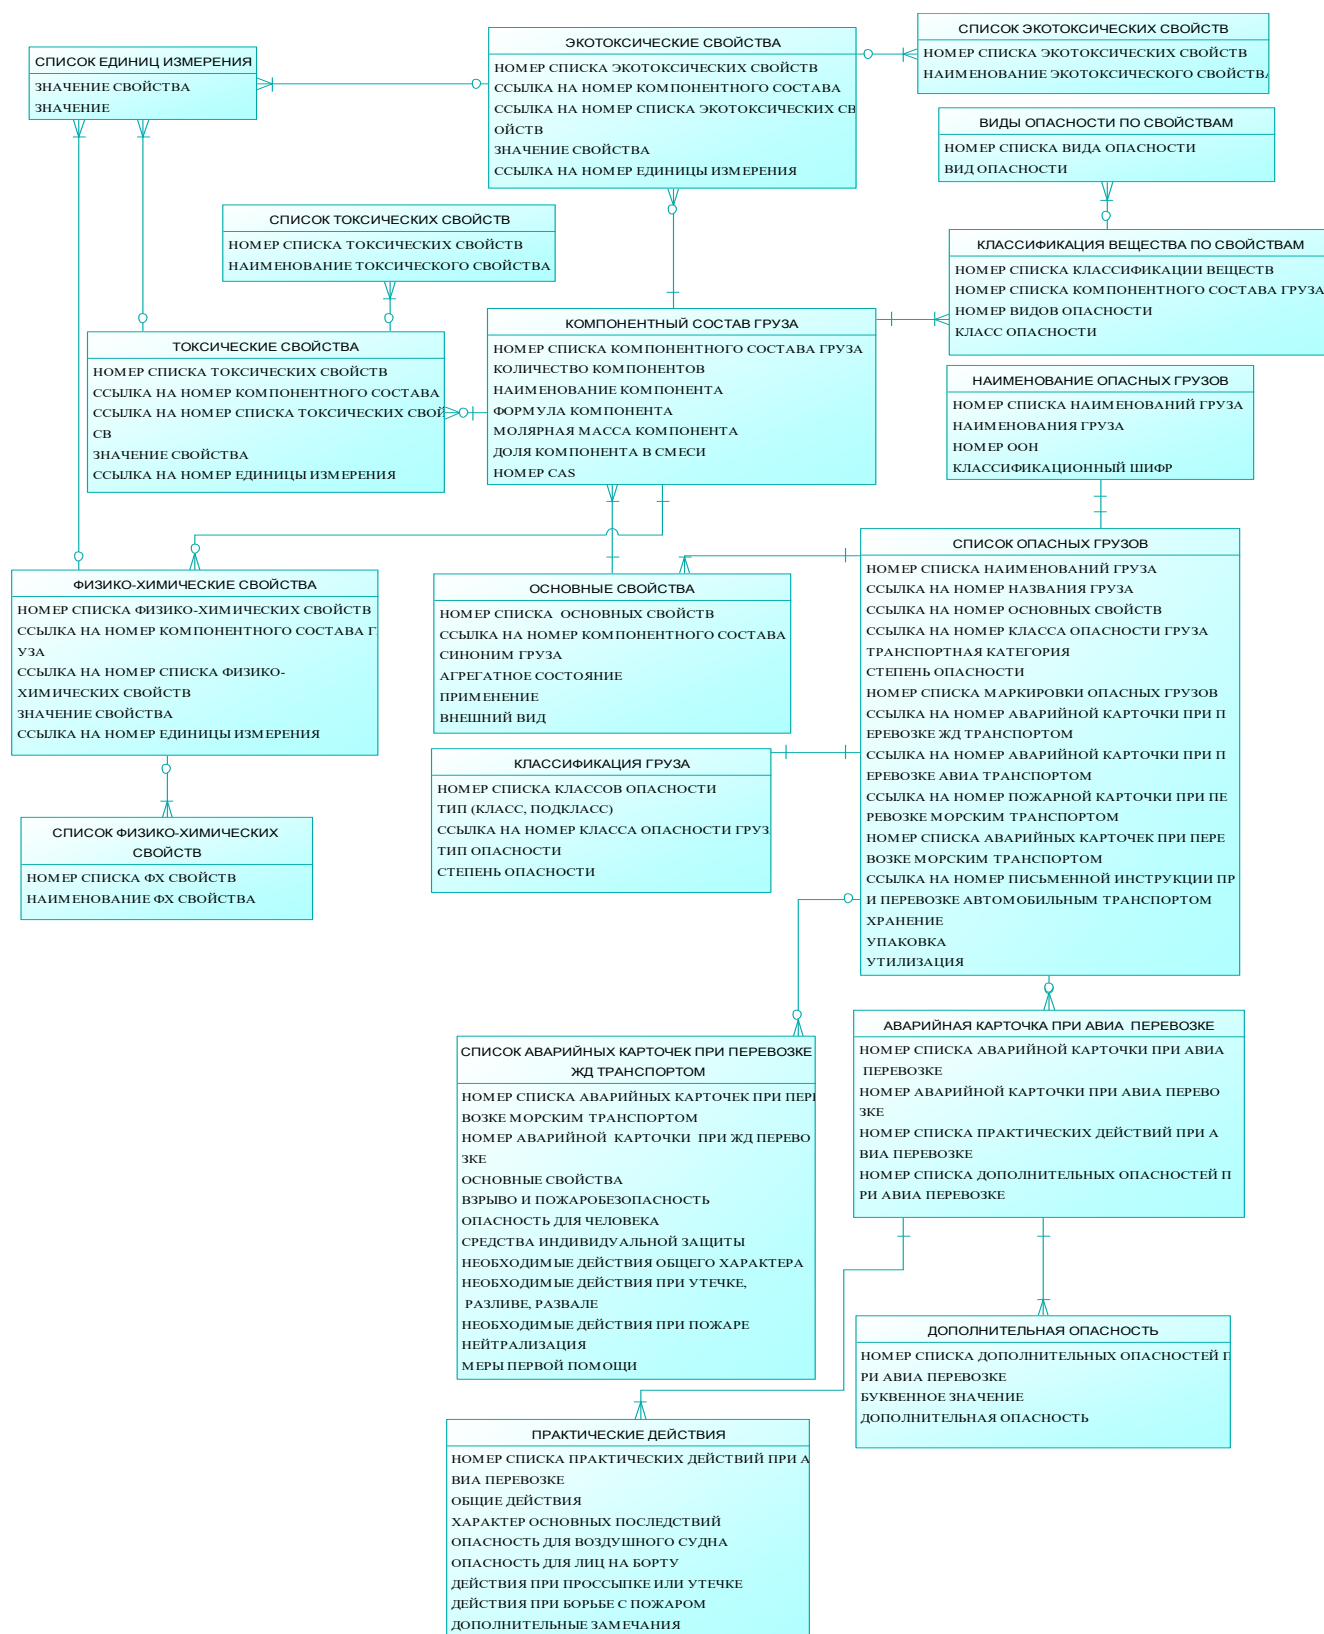 СПИСОК ЕДИНИЦ ИЗМЕРЕНИЯ
ЗНАЧЕНИЕ СВОЙСТВА
ЗНАЧЕНИЕ
ЭКОТОКСИЧЕСКИЕ СВОЙСТВА
НОМЕР СПИСКА ЭКОТОКСИЧЕСКИХ СВОЙСТВ
ССЫЛКА НА НОМЕР КОМПОНЕНТНОГО СОСТАВА
ССЫЛКА НА НОМЕР СПИСКА ЭКОТОКСИЧЕСКИХ СВ
ОЙСТВ
ЗНАЧЕНИЕ СВОЙСТВА
ССЫЛКА НА НОМЕР ЕДИНИЦЫ ИЗМЕРЕНИЯ
СПИСОК ЭКОТОКСИЧЕСКИХ СВОЙСТВ
НОМЕР СПИСКА ЭКОТОКСИЧЕСКИХ СВОЙСТВ
НАИМЕНОВАНИЕ ЭКОТОКСИЧЕСКОГО СВОЙСТВА
ВИДЫ ОПАСНОСТИ ПО СВОЙСТВАМ
НОМЕР СПИСКА ВИДА ОПАСНОСТИ
ВИД ОПАСНОСТИ
СПИСОК ТОКСИЧЕСКИХ СВОЙСТВ
НОМЕР СПИСКА ТОКСИЧЕСКИХ СВОЙСТВ
НАИМЕНОВАНИЕ ТОКСИЧЕСКОГО СВОЙСТВА
КЛАССИФИКАЦИЯ ВЕЩЕСТВА ПО СВОЙСТВАМ
НОМЕР СПИСКА КЛАССИФИКАЦИИ ВЕЩЕСТВ
НОМЕР СПИСКА КОМПОНЕНТНОГО СОСТАВА ГРУЗА
НОМЕР ВИДОВ ОПАСНОСТИ
КЛАСС ОПАСНОСТИ
ТОКСИЧЕСКИЕ СВОЙСТВА
НОМЕР СПИСКА ТОКСИЧЕСКИХ СВОЙСТВ
ССЫЛКА НА НОМЕР КОМПОНЕНТНОГО СОСТАВА
ССЫЛКА НА НОМЕР СПИСКА ТОКСИЧЕСКИХ СВОЙ
СВ
ЗНАЧЕНИЕ СВОЙСТВА
ССЫЛКА НА НОМЕР ЕДИНИЦЫ ИЗМЕРЕНИЯ
КОМПОНЕНТНЫЙ СОСТАВ ГРУЗА
НОМЕР СПИСКА КОМПОНЕНТНОГО СОСТАВА ГРУЗА
КОЛИЧЕСТВО КОМПОНЕНТОВ
НАИМЕНОВАНИЕ КОМПОНЕНТА
ФОРМУЛА КОМПОНЕНТА
МОЛЯРНАЯ МАССА КОМПОНЕНТА
ДОЛЯ КОМПОНЕНТА В СМЕСИ
НОМЕР CAS
НАИМЕНОВАНИЕ ОПАСНЫХ ГРУЗОВ
НОМЕР СПИСКА НАИМЕНОВАНИЙ ГРУЗА
НАИМЕНОВАНИЯ ГРУЗА
НОМЕР ООН
КЛАССИФИКАЦИОННЫЙ ШИФР
ФИЗИКО-ХИМИЧЕСКИЕ СВОЙСТВА
НОМЕР СПИСКА ФИЗИКО-ХИМИЧЕСКИХ СВОЙСТВ
ССЫЛКА НА НОМЕР КОМПОНЕНТНОГО СОСТАВА Г
УЗА
ССЫЛКА НА НОМЕР СПИСКА ФИЗИКО-
ХИМИЧЕСКИХ СВОЙСТВ
ЗНАЧЕНИЕ СВОЙСТВА
ССЫЛКА НА НОМЕР ЕДИНИЦЫ ИЗМЕРЕНИЯ
ОСНОВНЫЕ СВОЙСТВА
НОМЕР СПИСКА ОСНОВНЫХ СВОЙСТВ
ССЫЛКА НА НОМЕР КОМПОНЕНТНОГО СОСТАВА
СИНОНИМ ГРУЗА
АГРЕГАТНОЕ СОСТОЯНИЕ
ПРИМЕНЕНИЕ
ВНЕШНИЙ ВИД
СПИСОК ОПАСНЫХ ГРУЗОВ
НОМЕР СПИСКА НАИМЕНОВАНИЙ ГРУЗА
ССЫЛКА НА НОМЕР НАЗВАНИЯ ГРУЗА
ССЫЛКА НА НОМЕР ОСНОВНЫХ СВОЙСТВ
ССЫЛКА НА НОМЕР КЛАССА ОПАСНОСТИ ГРУЗА
ТРАНСПОРТНАЯ КАТЕГОРИЯ
СТЕПЕНЬ ОПАСНОСТИ
НОМЕР СПИСКА МАРКИРОВКИ ОПАСНЫХ ГРУЗОВ
ССЫЛКА НА НОМЕР АВАРИЙНОЙ КАРТОЧКИ ПРИ П
ЕРЕВОЗКЕ ЖД ТРАНСПОРТОМ
ССЫЛКА НА НОМЕР АВАРИЙНОЙ КАРТОЧКИ ПРИ П
ЕРЕВОЗКЕ АВИА ТРАНСПОРТОМ
ССЫЛКА НА НОМЕР ПОЖАРНОЙ КАРТОЧКИ ПРИ ПЕ
РЕВОЗКЕ МОРСКИМ ТРАНСПОРТОМ
НОМЕР СПИСКА АВАРИЙНЫХ КАРТОЧЕК ПРИ ПЕРЕ
ВОЗКЕ МОРСКИМ ТРАНСПОРТОМ
ССЫЛКА НА НОМЕР ПИСЬМЕННОЙ ИНСТРУКЦИИ ПР
И ПЕРЕВОЗКЕ АВТОМОБИЛЬНЫМ ТРАНСПОРТОМ
ХРАНЕНИЕ
УПАКОВКА
УТИЛИЗАЦИЯ
КЛАССИФИКАЦИЯ ГРУЗА
НОМЕР СПИСКА КЛАССОВ ОПАСНОСТИ
ТИП (КЛАСС, ПОДКЛАСС)
ССЫЛКА НА НОМЕР КЛАССА ОПАСНОСТИ ГРУЗ
ТИП ОПАСНОСТИ
СТЕПЕНЬ ОПАСНОСТИ
СПИСОК ФИЗИКО-ХИМИЧЕСКИХ
СВОЙСТВ
НОМЕР СПИСКА ФХ СВОЙСТВ
НАИМЕНОВАНИЕ ФХ СВОЙСТВА
СПИСОК АВАРИЙНЫХ КАРТОЧЕК ПРИ ПЕРЕВОЗКЕ
ЖД ТРАНСПОРТОМ
НОМЕР СПИСКА АВАРИЙНЫХ КАРТОЧЕК ПРИ ПЕРЕ
ВОЗКЕ МОРСКИМ ТРАНСПОРТОМ
НОМЕР АВАРИЙНОЙ КАРТОЧКИ ПРИ ЖД ПЕРЕВО
ЗКЕ
ОСНОВНЫЕ СВОЙСТВА
ВЗРЫВО И ПОЖАРОБЕЗОПАСНОСТЬ
ОПАСНОСТЬ ДЛЯ ЧЕЛОВЕКА
СРЕДСТВА ИНДИВИДУАЛЬНОЙ ЗАЩИТЫ
НЕОБХОДИМЫЕ ДЕЙСТВИЯ ОБЩЕГО ХАРАКТЕРА
НЕОБХОДИМЫЕ ДЕЙСТВИЯ ПРИ УТЕЧКЕ,
РАЗЛИВЕ, РАЗВАЛЕ
НЕОБХОДИМЫЕ ДЕЙСТВИЯ ПРИ ПОЖАРЕ
НЕЙТРАЛИЗАЦИЯ
МЕРЫ ПЕРВОЙ ПОМОЩИ
АВАРИЙНАЯ КАРТОЧКА ПРИ АВИА ПЕРЕВОЗКЕ
НОМЕР СПИСКА АВАРИЙНОЙ КАРТОЧКИ ПРИ АВИА
ПЕРЕВОЗКЕ
НОМЕР АВАРИЙНОЙ КАРТОЧКИ ПРИ АВИА ПЕРЕВО
ЗКЕ
НОМЕР СПИСКА ПРАКТИЧЕСКИХ ДЕЙСТВИЙ ПРИ А
ВИА ПЕРЕВОЗКЕ
НОМЕР СПИСКА ДОПОЛНИТЕЛЬНЫХ ОПАСНОСТЕЙ П
РИ АВИА ПЕРЕВОЗКЕ
ДОПОЛНИТЕЛЬНАЯ ОПАСНОСТЬ
НОМЕР СПИСКА ДОПОЛНИТЕЛЬНЫХ ОПАСНОСТЕЙ П
РИ АВИА ПЕРЕВОЗКЕ
БУКВЕННОЕ ЗНАЧЕНИЕ
ДОПОЛНИТЕЛЬНАЯ ОПАСНОСТЬ
ПРАКТИЧЕСКИЕ ДЕЙСТВИЯ
НОМЕР СПИСКА ПРАКТИЧЕСКИХ ДЕЙСТВИЙ ПРИ А
ВИА ПЕРЕВОЗКЕ
ОБЩИЕ ДЕЙСТВИЯ
ХАРАКТЕР ОСНОВНЫХ ПОСЛЕДСТВИЙ
ОПАСНОСТЬ ДЛЯ ВОЗДУШНОГО СУДНА
ОПАСНОСТЬ ДЛЯ ЛИЦ НА БОРТУ
ДЕЙСТВИЯ ПРИ ПРОССЫПКЕ ИЛИ УТЕЧКЕ
ДЕЙСТВИЯ ПРИ БОРЬБЕ С ПОЖАРОМ
ДОПОЛНИТЕЛЬНЫЕ ЗАМЕЧАНИЯ